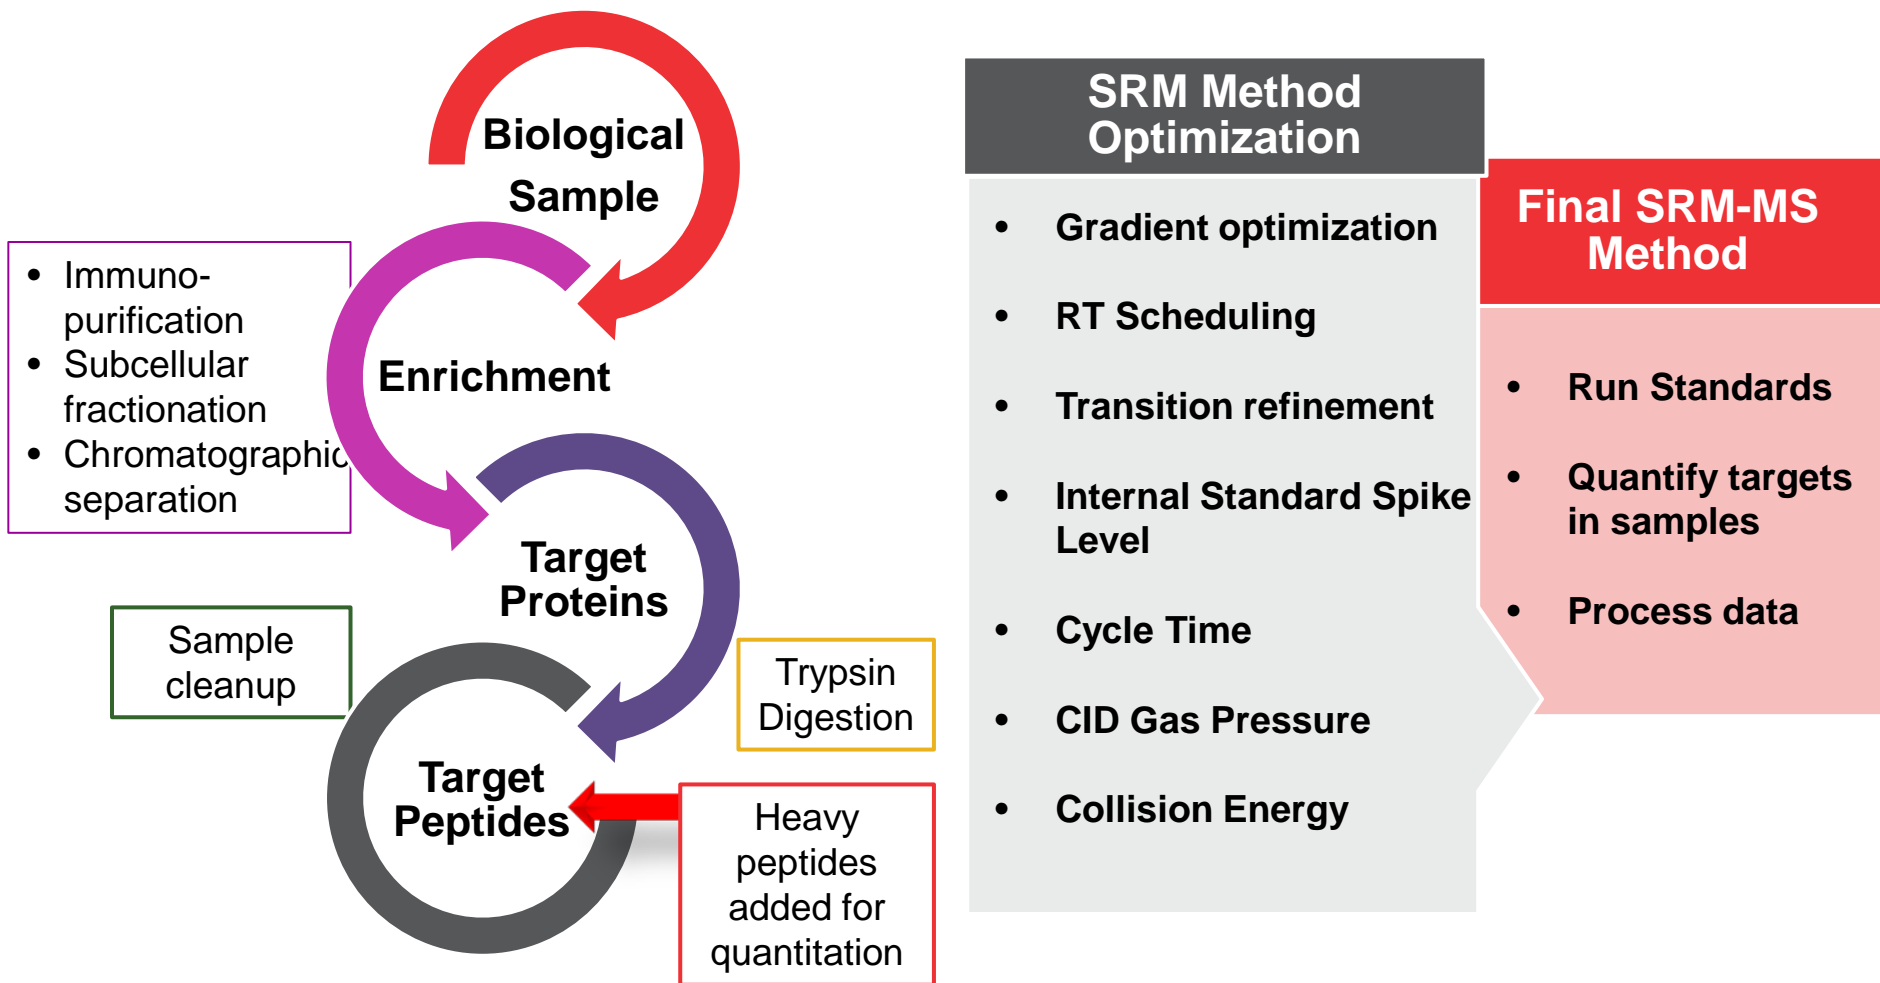 Biological
Sample
• Immuno-
purification
• Subcellular
fractionation
• Chromatographic
separation
Enrichment
Target
Proteins
Sample
cleanup
Trypsin
Digestion
Target
Peptides
Heavy
peptides
added for
quantitation
SRM Method
Optimization
• Gradient optimization
• RT Scheduling
• Transition refinement
• Internal Standard Spike
Level
• Cycle Time
• CID Gas Pressure
• Collision Energy
Final SRM-MS
Method
• Run Standards
• Quantify targets
in samples
• Process data